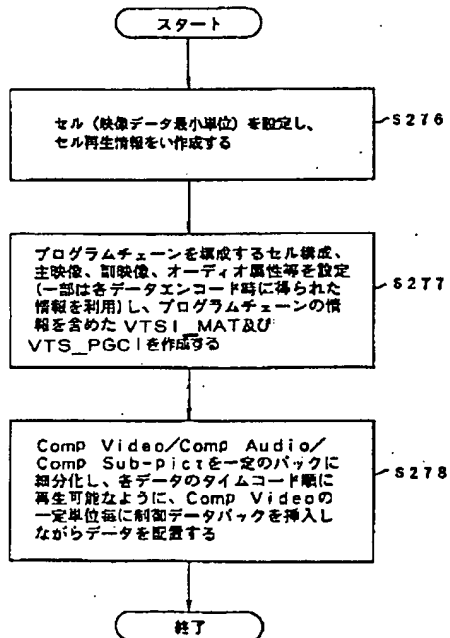 スタート
セル(映像データ最小単位)を設定し、
セル再生情報をい作成する
S276
プログラムチェーンを構成するセル構成、
主映像、副映像、オーディオ属性等を設定
(一部は各データエンコード時に得られた
情報を利用)し、プログラムチェーンの情
報を含めたVTSI_MAT及び
VTS_PGCIを作成する
S277
Comp Video/Comp Audio/
Comp Sub-pictを一定のパックに
細分化し、各データのタイムコード順に
再生可能なように、Comp Videoの
一定単位毎に制御データパックを挿入し
ながらデータを配置する
S278
終了